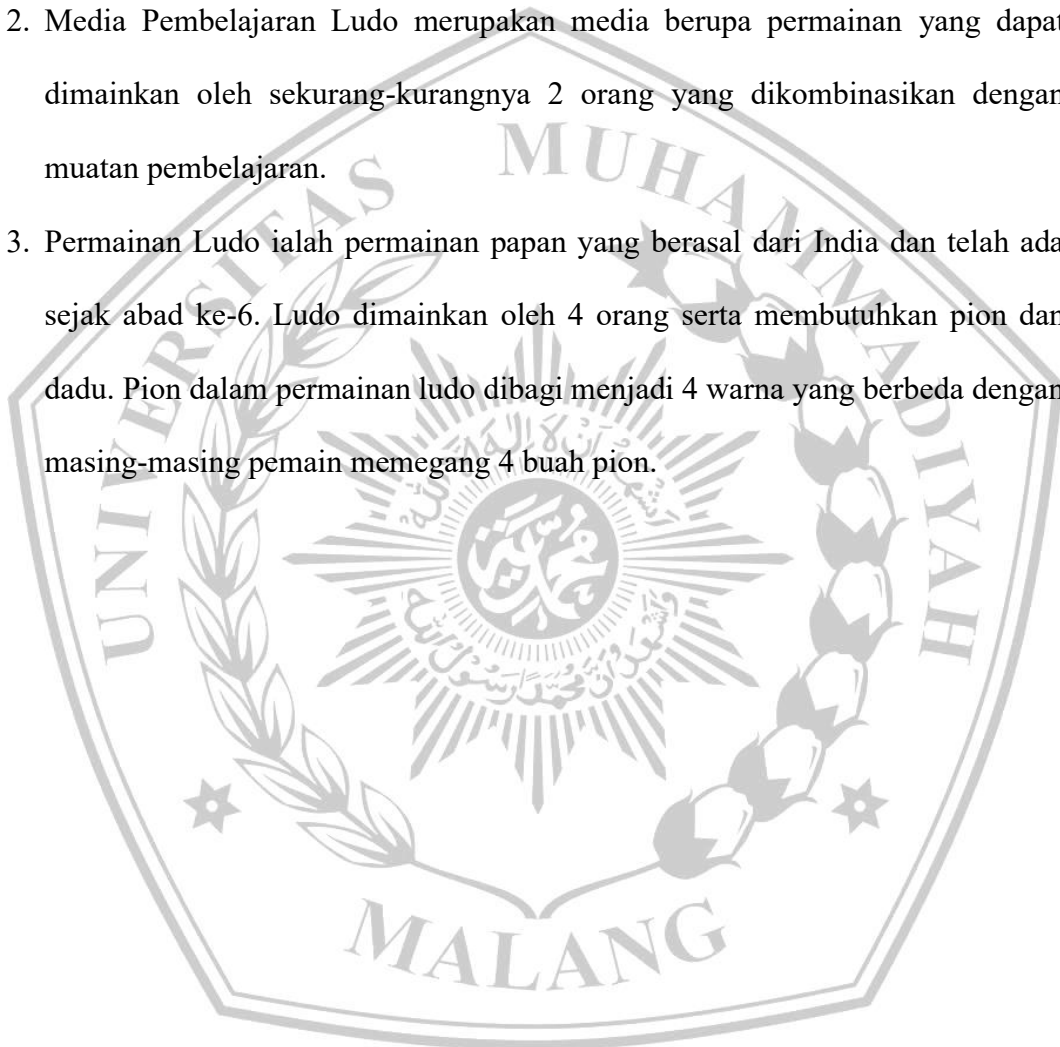 2. Media Pembelajaran Ludo merupakan media berupa permainan yang dapat
dimainkan oleh sekurang-kurangnya 2 orang yang dikombinasikan dengan
muatan pembelajaran.
3. Permainan Ludo ialah permainan papan yang berasal dari India dan telah ada
sejak abad ke-6. Ludo dimainkan oleh 4 orang serta membutuhkan pion dan
dadu. Pion dalam permainan ludo dibagi menjadi 4 warna yang berbeda dengan
masing-masing pemain memegang 4 buah pion.
UNIVERSITAS MUHAMMADIYAH
MALANG